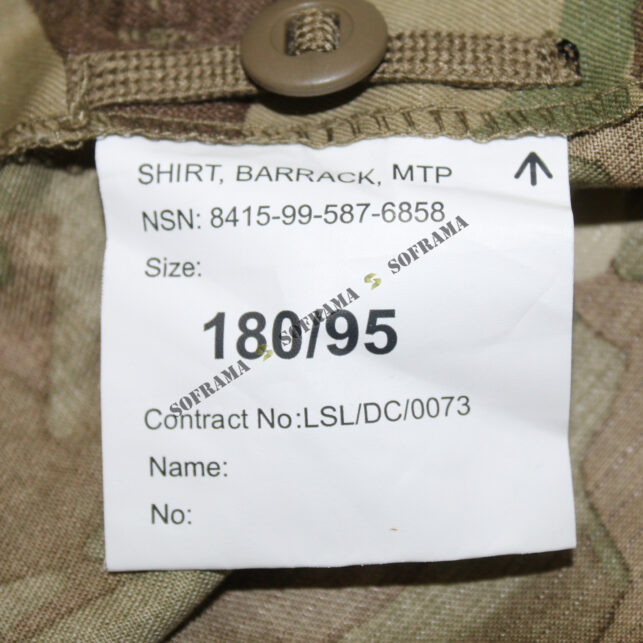 SHIRT, BARRACK, MTP
NSN: 8415-99-587-6858
Size:
180/95
Contract No:LSL/DC/0073
Name:
No:
SOFRAMA SOFRAMA SOFRAMA